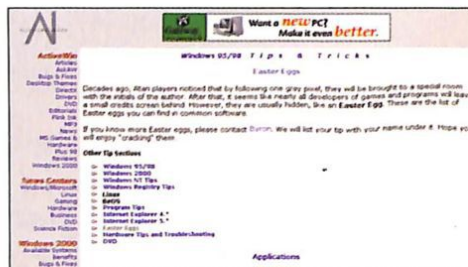 Want a new PC?
Make it even better.
Windows 95/98 Tips & Tricks
Easter Eggs
ActiveWin
Articles
Bugs & Fixes
Desktop Themes
DirectX
Drivers
DVD
Editorials
MP3
News
MS Games &
Hardware
Plus 98
Reviews
Windows 2000
News Centers
Windows/Microsoft
Linux
Gaming
Hardware
Business
DVD
Science Fiction
Windows 2000
Available Systems
Benefits
Bugs & Fixes
Decades ago, Atari players noticed that by following one gray pixel, they will be brought to a special room
with the initials of the author. After that, it seems like nearly all developers of games and programs will leave
a small credits screen behind. However, they are usually hidden, like an Easter Egg. These are the list of
Easter eggs you can find in common software.
If you know more Easter eggs, please contact Byron. We will list your tip with your name under it. Hope you
will enjoy "cracking" them
Other Tip Sections
Windows 95/98
Windows 2000
Windows NT Tips
Windows Registry Tips
Linux
BeOS
Program Tips
Internet Explorer 4.*
Internet Explorer 5.*
Easter Eggs
Hardware Tips and Troubleshooting
DVD
Applications